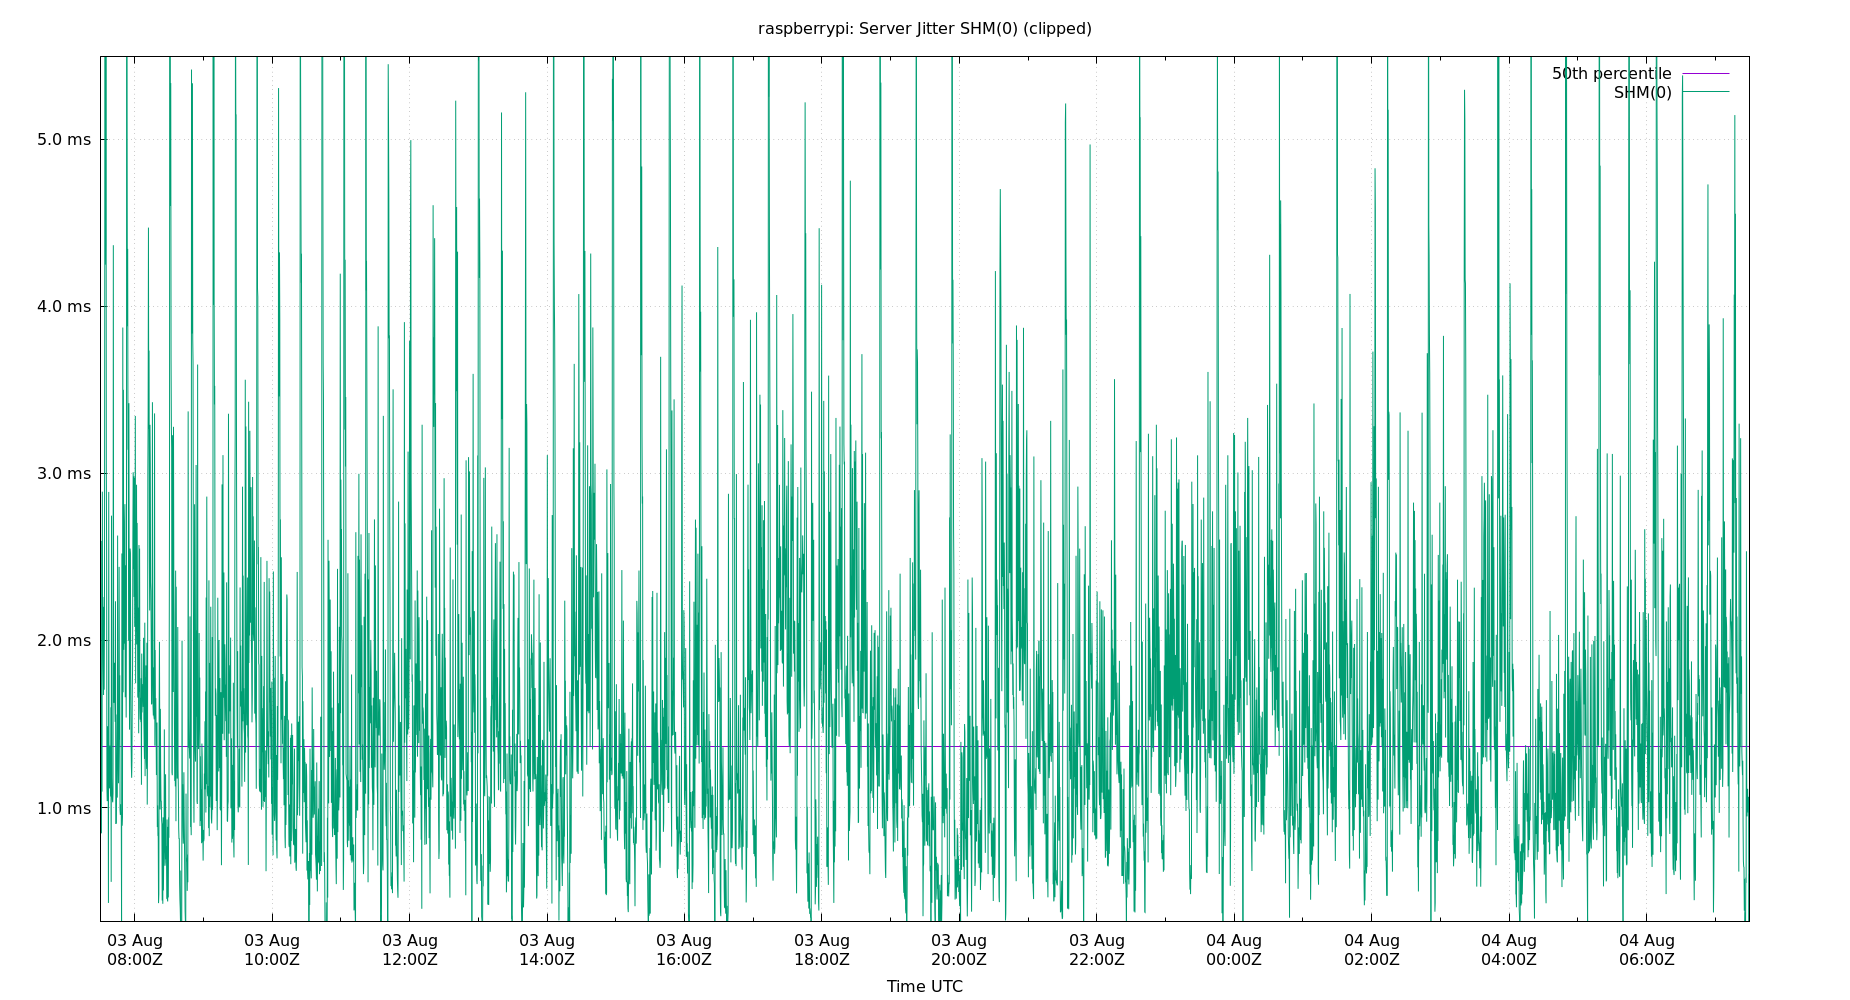 raspberrypi: Server Jitter SHM(0) (clipped)
50th percentile
SHM(0)
5.0 ms
4.0 ms
3.0 ms
2.0 ms
1.0 ms
03 Aug 03 Aug 03 Aug 03 Aug 03 Aug 03 Aug 03 Aug 03 Aug 04 Aug 04 Aug 04 Aug 04 Aug
08:00Z 10:00Z 12:00Z 14:00Z 16:00Z 18:00Z 20:00Z 22:00Z 00:00Z 02:00Z 04:00Z 06:00Z
Time UTC